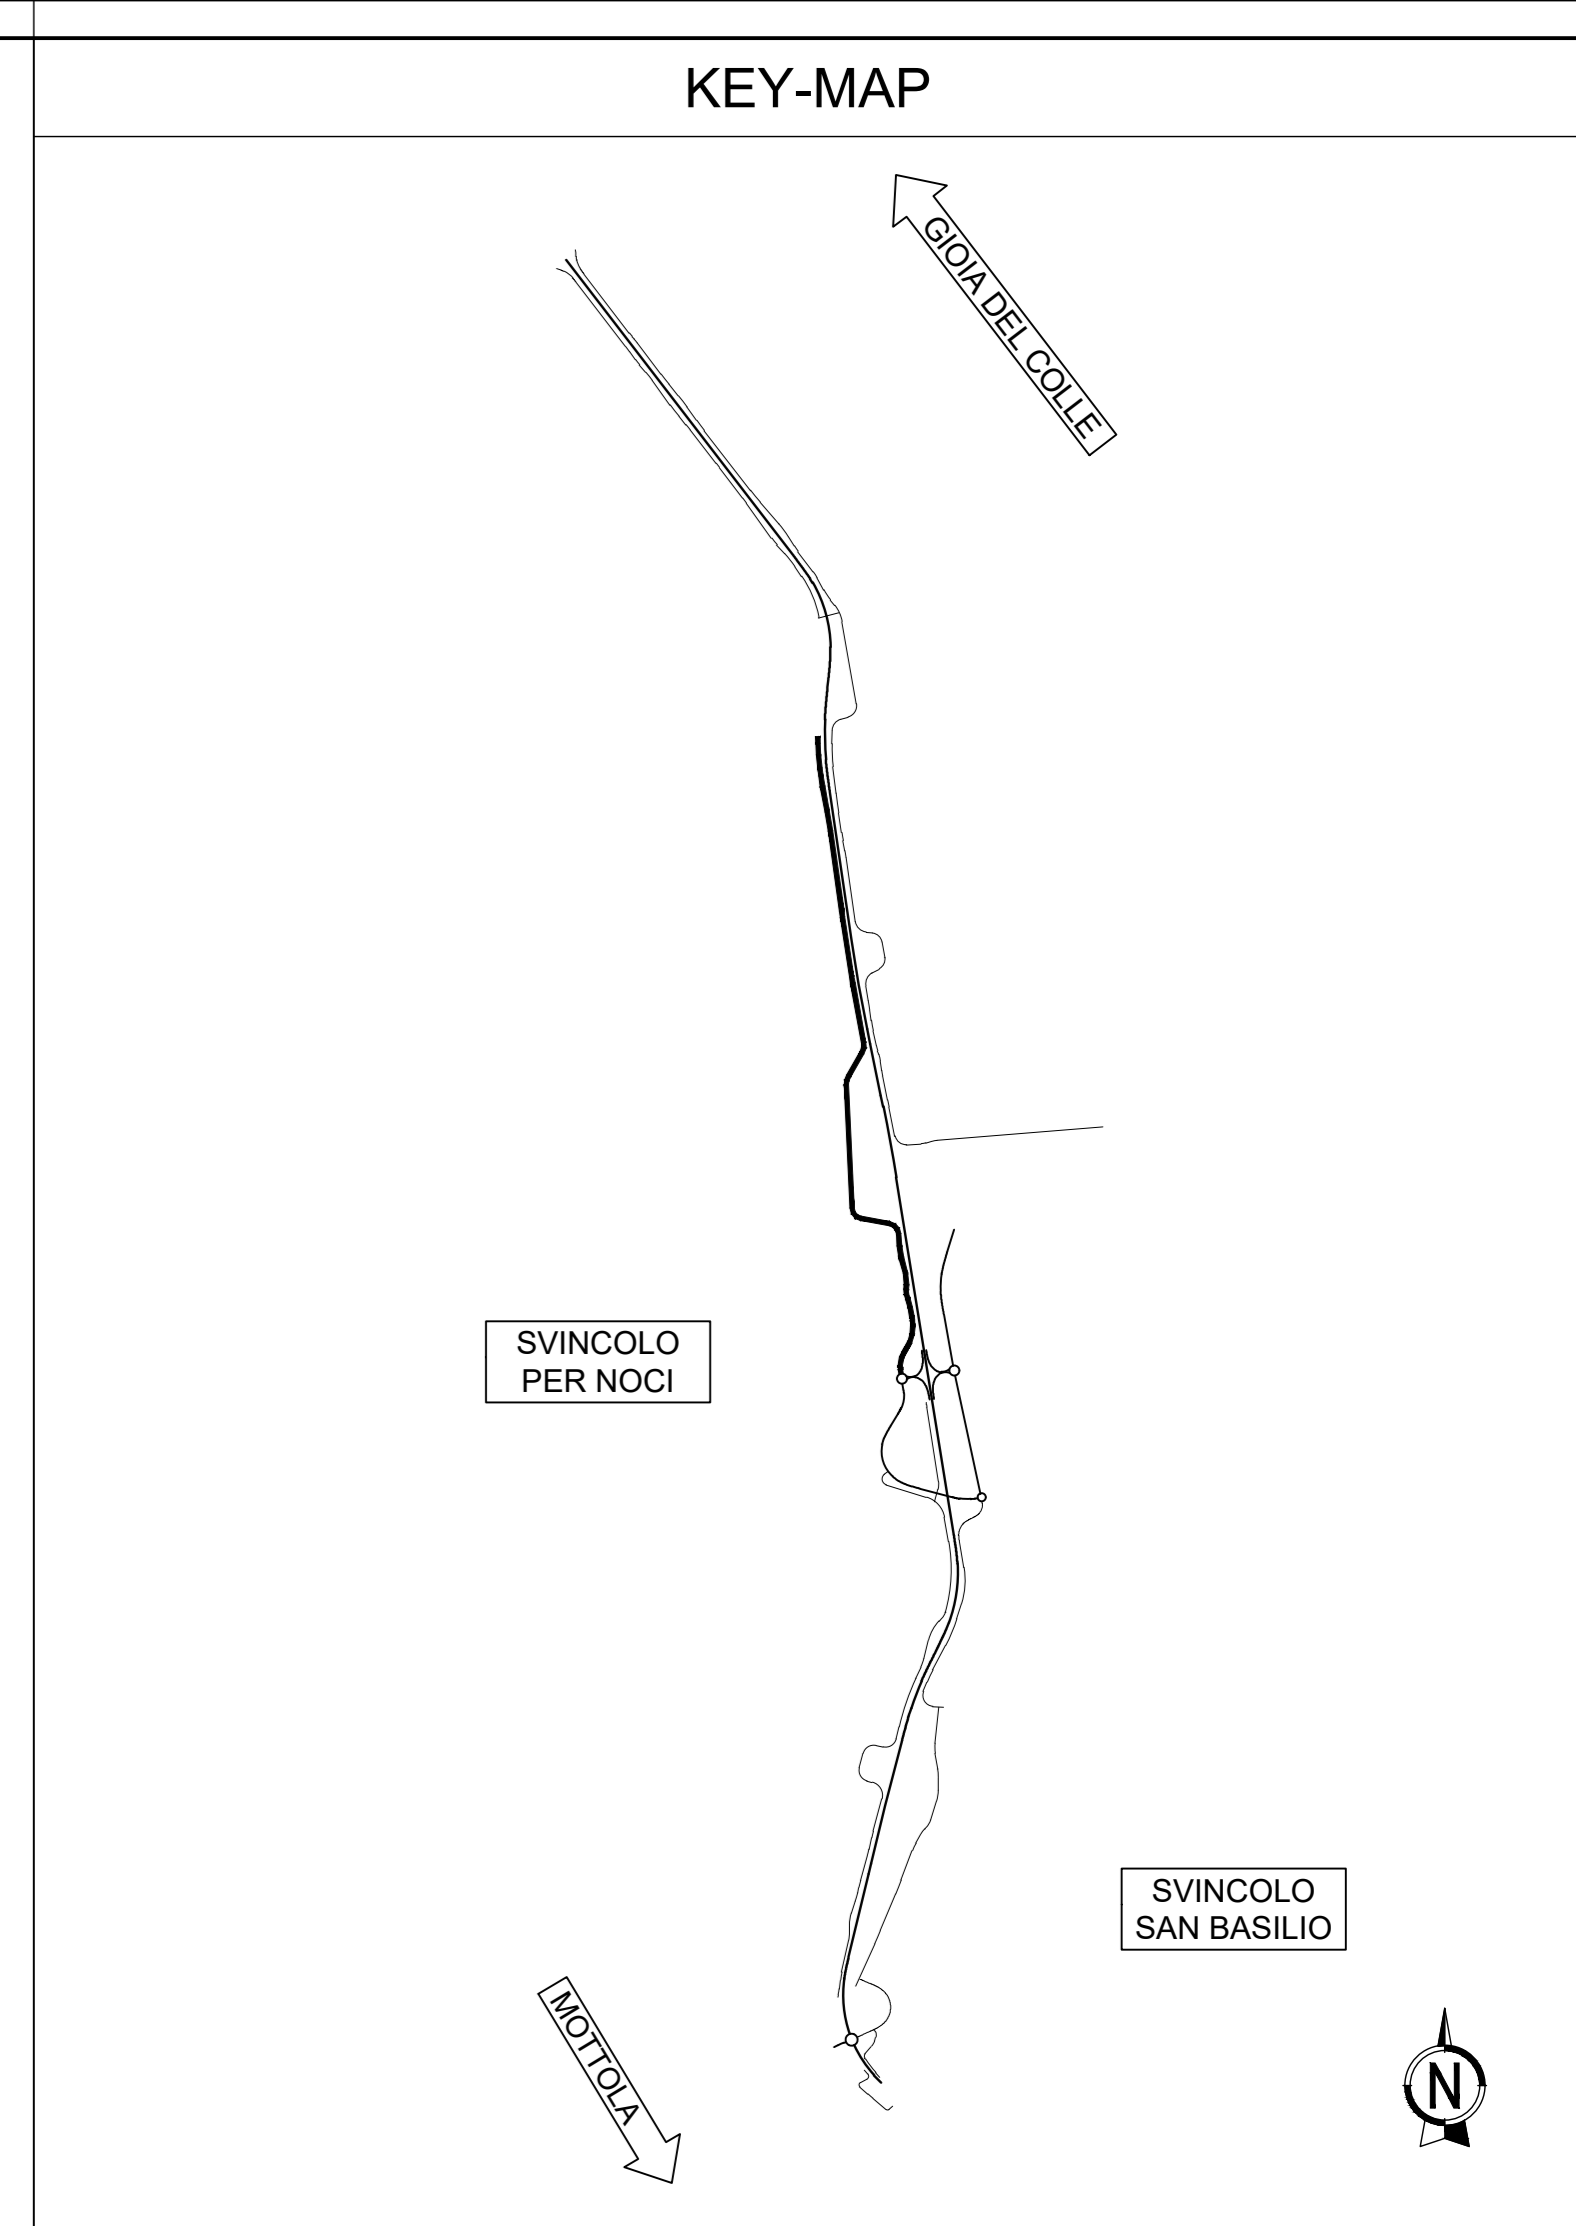 KEY-MAP
GIOIA DEL COLLE
SVINCOLO
PER NOCI
SVINCOLO
SAN BASILIO
MOTTOLA
N